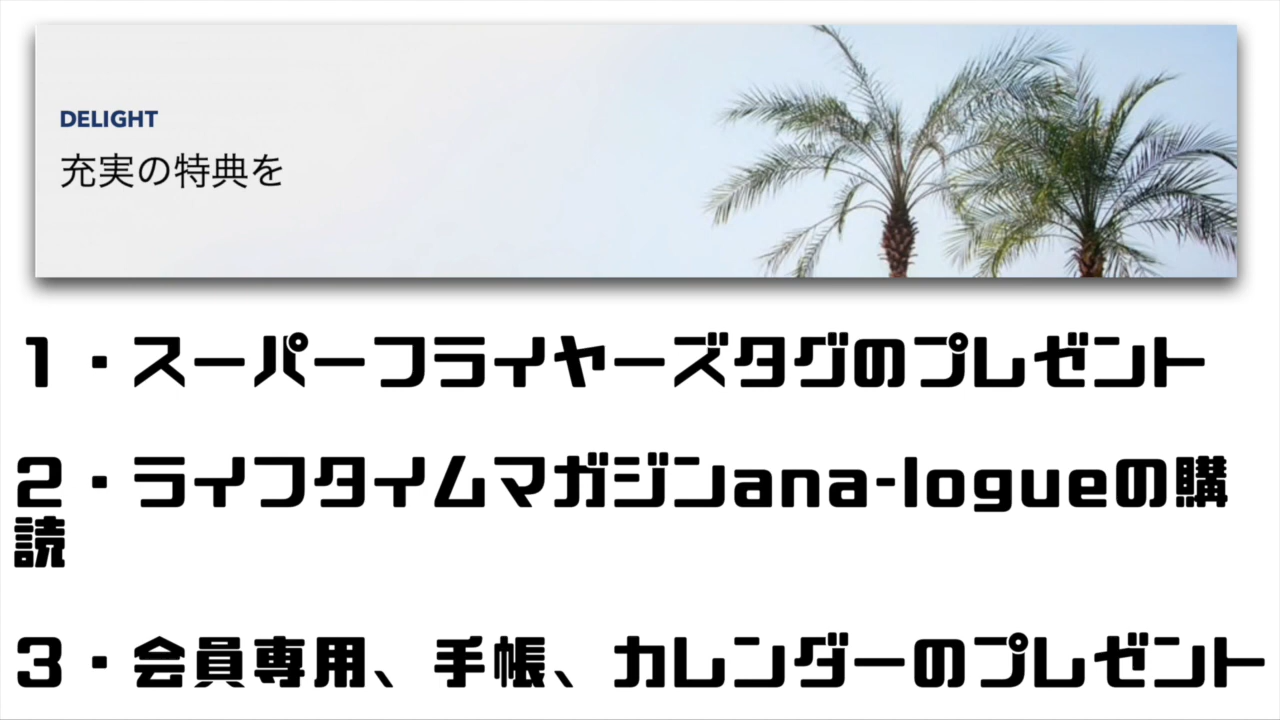 DELIGHT
充実の特典を
１・スーパーフライヤーズタグのプレゼント
２・ライフタイムマガジンana-logueの購
読
３・会員専用、手帳、カレンダーのプレゼント